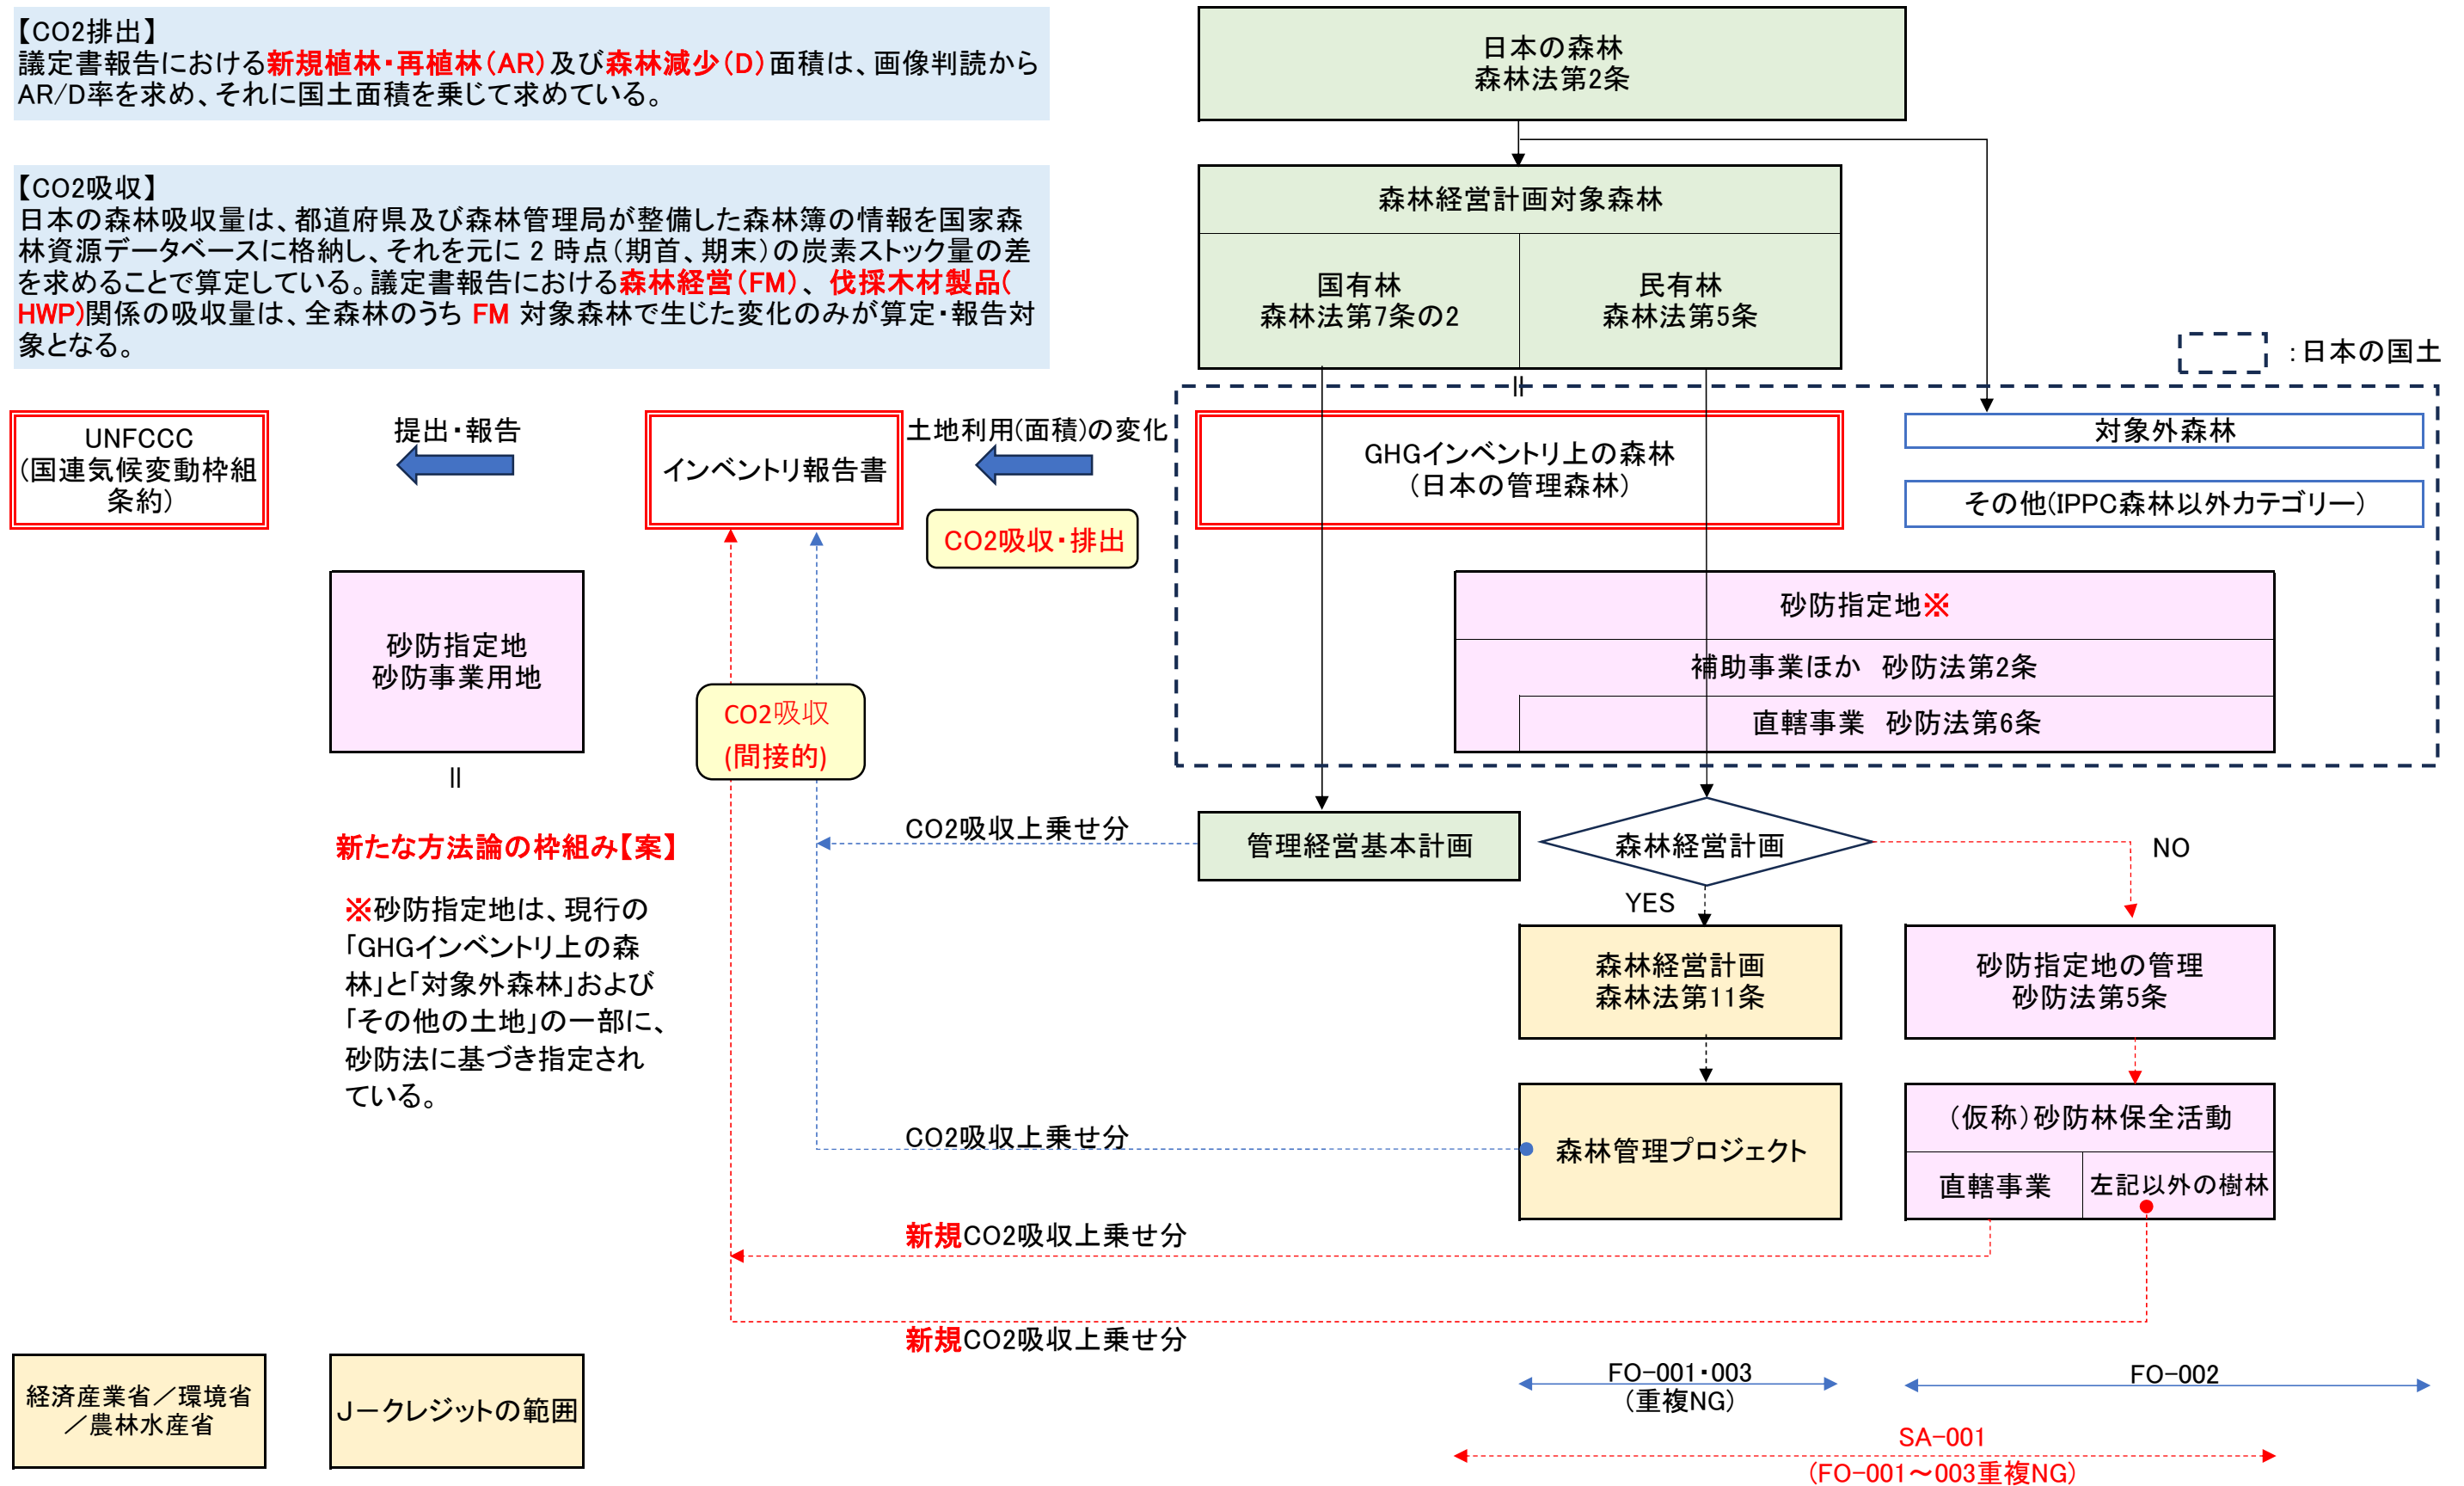 【CO2排出】
議定書報告における新規植林・再植林（AR）及び森林減少（D）面積は、画像判読から
AR/D率を求め、それに国土面積を乗じて求めている。
【CO2吸収】
日本の森林吸収量は、都道府県及び森林管理局が整備した森林簿の情報を国家森
林資源データベースに格納し、それを元に 2 時点（期首、期末）の炭素ストック量の差
を求めることで算定している。議定書報告における森林経営（FM）、伐採木材製品(
HWP)関係の吸収量は、全森林のうち FM 対象森林で生じた変化のみが算定・報告対
象となる。
日本の森林
森林法第2条
森林経営計画対象森林
国有林
森林法第7条の2
民有林
森林法第5条
：日本の国土
＝
UNFCCC
(国連気候変動枠組
条約)
提出・報告
インベントリ報告書
土地利用(面積)の変化
CO2吸収・排出
GHGインベントリ上の森林
（日本の管理森林）
対象外森林
その他(IPPC森林以外カテゴリー)
砂防指定地※
補助事業ほか　砂防法第2条
直轄事業　砂防法第6条
砂防指定地
砂防事業用地
＝
CO2吸収
(間接的)
新たな方法論の枠組み【案】
※砂防指定地は、現行の
「GHGインベントリ上の森
林」と「対象外森林」および
「その他の土地」の一部に、
砂防法に基づき指定され
ている。
CO2吸収上乗せ分
管理経営基本計画
森林経営計画
NO
YES
森林経営計画
森林法第11条
砂防指定地の管理
砂防法第5条
CO2吸収上乗せ分
森林管理プロジェクト
（仮称）砂防林保全活動
直轄事業
左記以外の樹林
新規CO2吸収上乗せ分
新規CO2吸収上乗せ分
経済産業省／環境省
／農林水産省
Ｊ－クレジットの範囲
FO-001・003
（重複NG）
FO-002
SA-001
(FO-001～003重複NG)